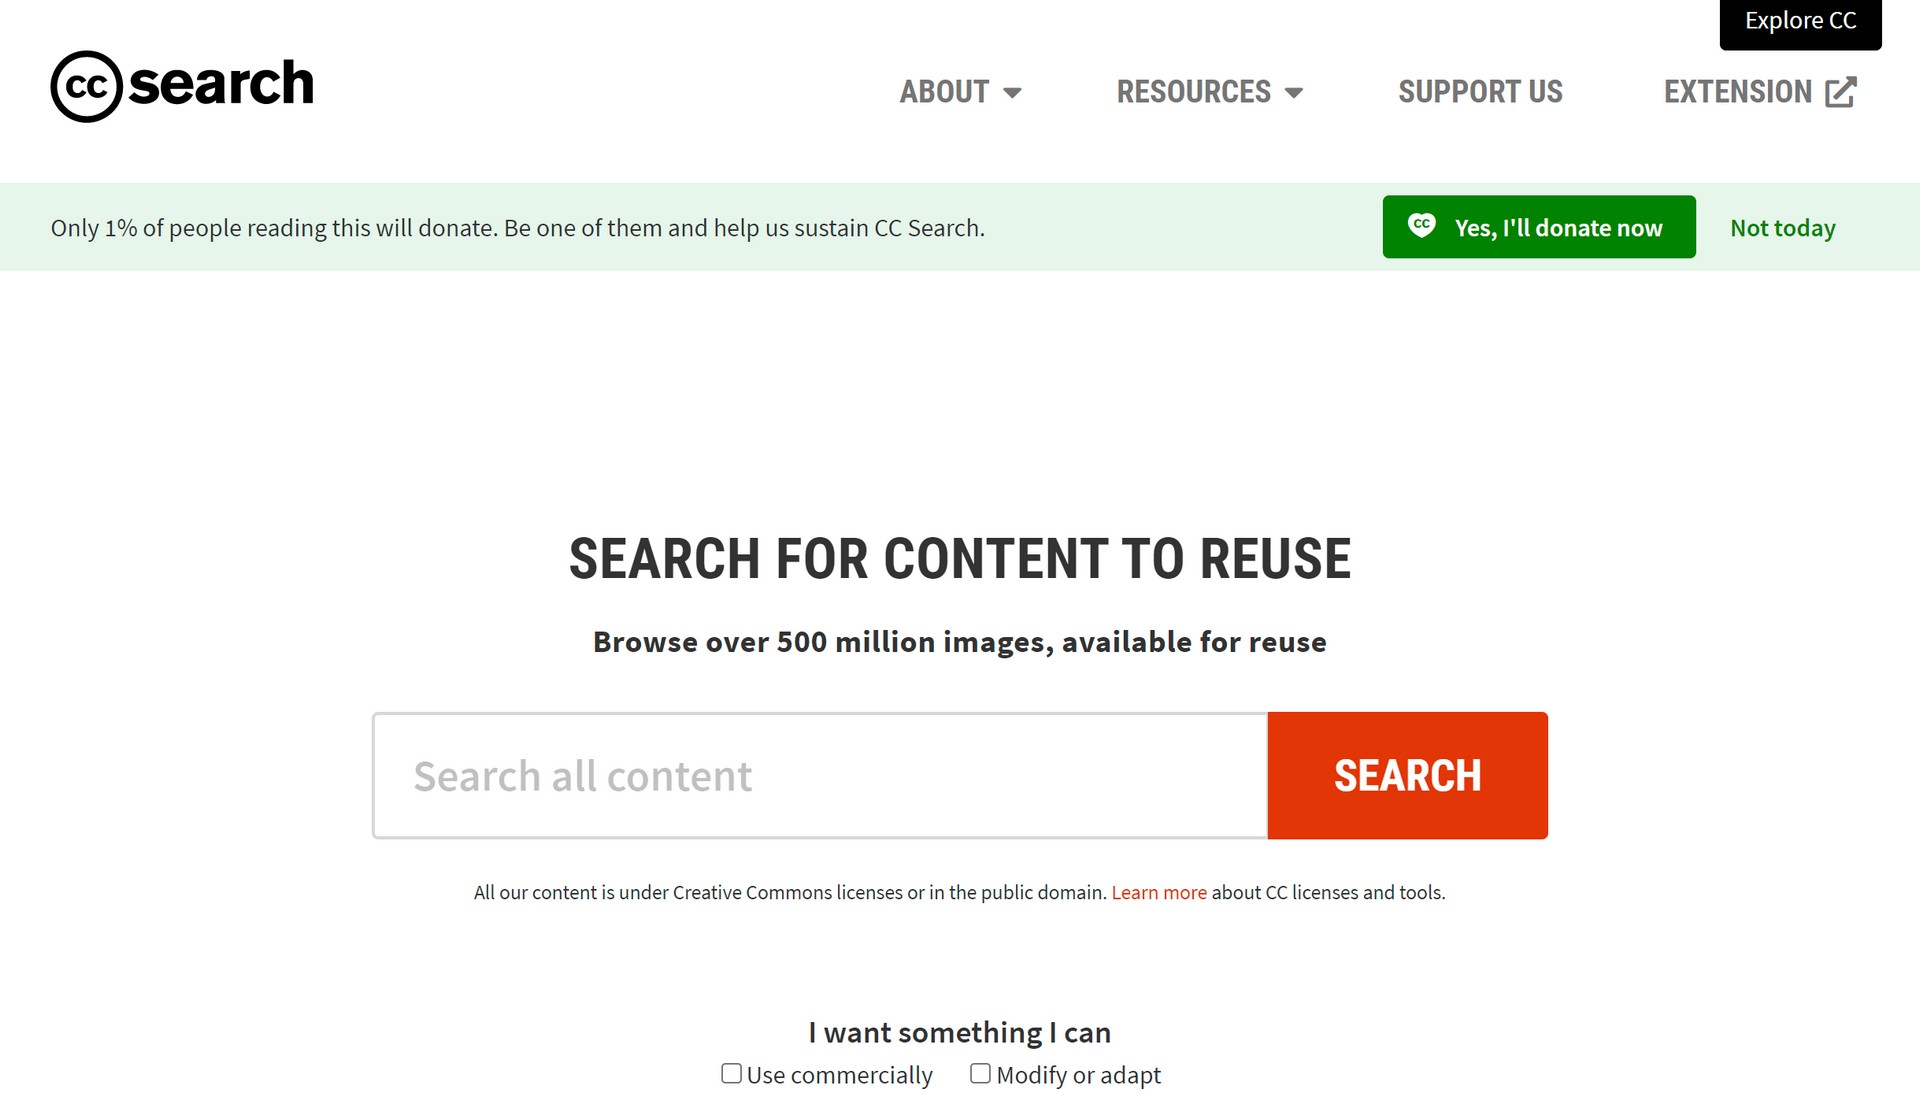 Explore CC
cc search
ABOUT
RESOURCES
SUPPORT US
EXTENSION
Only 1% of people reading this will donate. Be one of them and help us sustain CC Search.
cc Yes, I'll donate now
Not today
SEARCH FOR CONTENT TO REUSE
Browse over 500 million images, available for reuse
Search all content
SEARCH
All our content is under Creative Commons licenses or in the public domain. Learn more about CC licenses and tools.
I want something I can
Use commercially
Modify or adapt